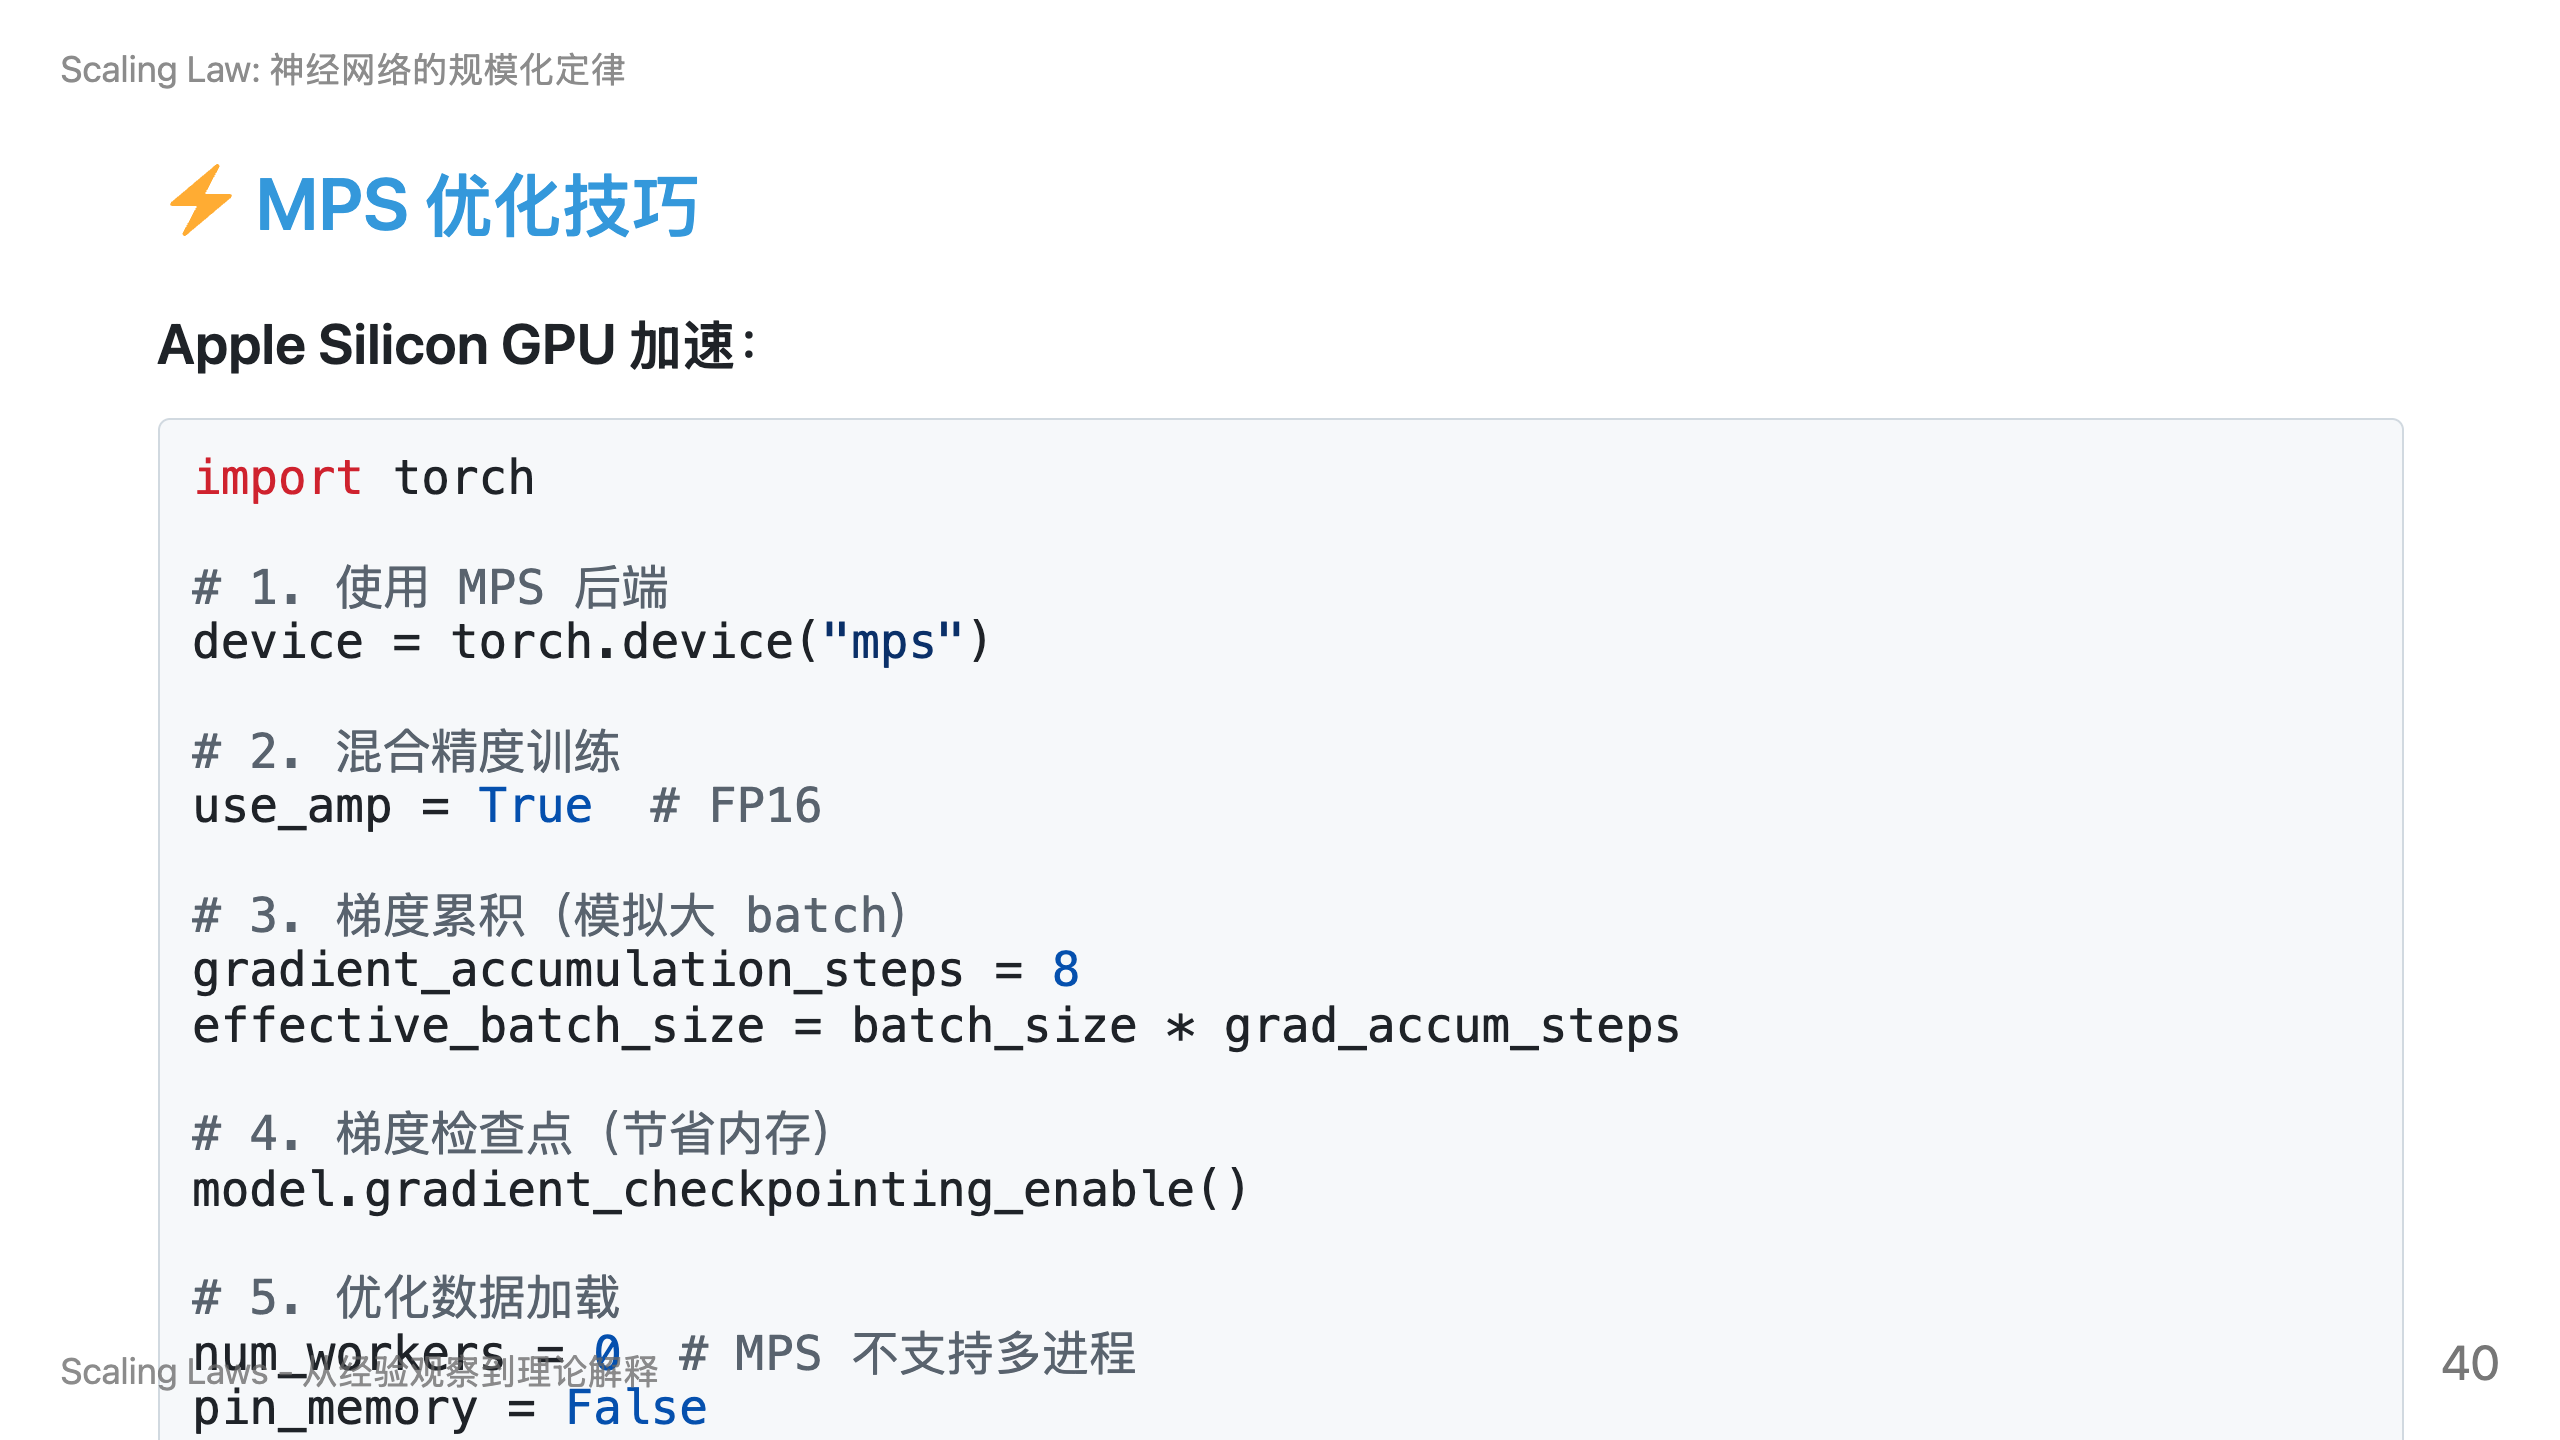 Scaling Law: 神经网络的规模化定律
⚡ MPS 优化技巧
Apple Silicon GPU 加速：
import torch
# 1. 使用 MPS 后端
device = torch.device("mps")
# 2. 混合精度训练
use_amp = True  # FP16
# 3. 梯度累积（模拟大 batch）
gradient_accumulation_steps = 8
effective_batch_size = batch_size * grad_accum_steps
# 4. 梯度检查点（节省内存）
model.gradient_checkpointing_enable()
# 5. 优化数据加载
num_workers = 0  # MPS 不支持多进程
pin_memory = False
Scaling Laws - 从经验观察到理论解释
40